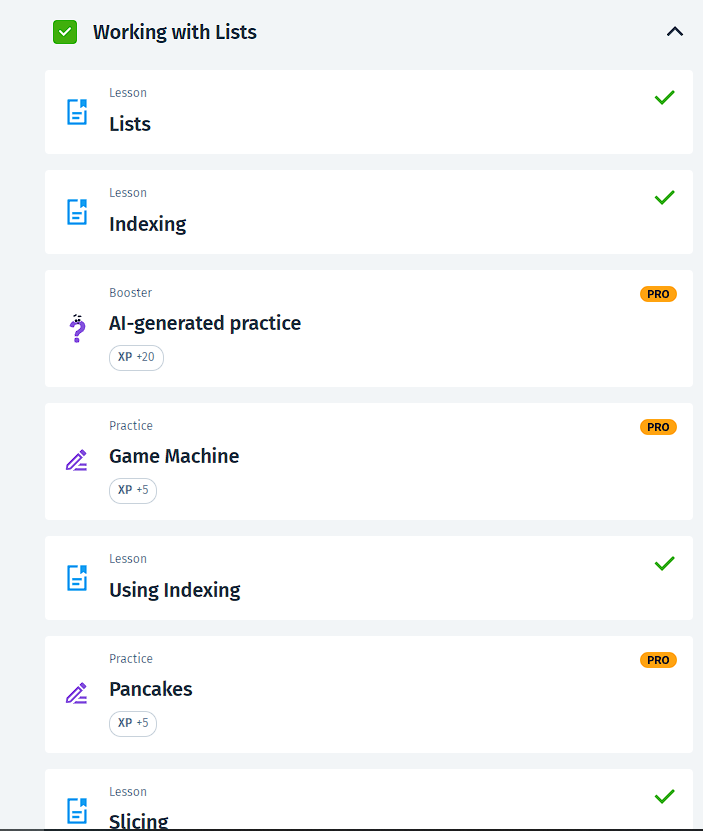 Working with Lists
Lesson
Lists
Lesson
Indexing
Booster
PRO
AI-generated practice
XP +20
Practice
PRO
Game Machine
XP +5
Lesson
Using Indexing
Practice
PRO
Pancakes
XP +5
Lesson
Slicing